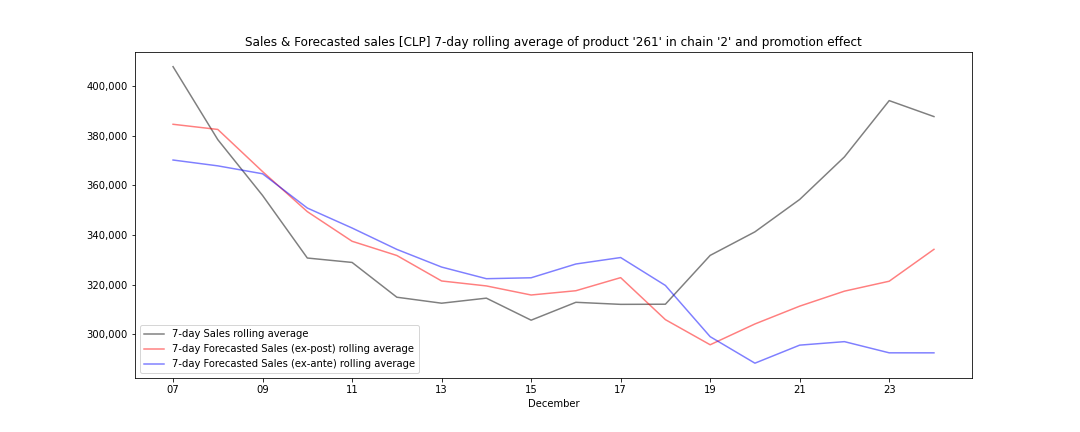 Sales & Forecasted sales [CLP] 7-day rolling average of product '261' in chain '2' and promotion effect
400,000
380,000
360,000
340,000
320,000
300,000
7-day Sales rolling average
7-day Forecasted Sales (ex-post) rolling average
7-day Forecasted Sales (ex-ante) rolling average
07 09 11 13 15 17 19 21 23
December